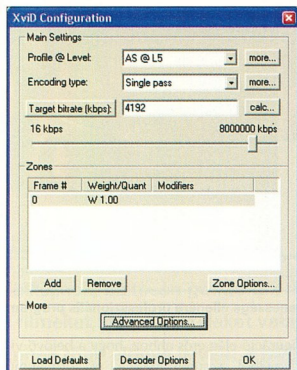 XviD Configuration
Main Settings
Profile @ Level: AS @ L5 more...
Encoding type: Single pass more...
Target bitrate (kbps): 4192 calc...
16 kbps 8000000 kbps
Zones
Frame # Weight/Quant Modifiers
0 W 1.00
Add Remove Zone Options...
More
Advanced Options...
Load Defaults Decoder Options OK